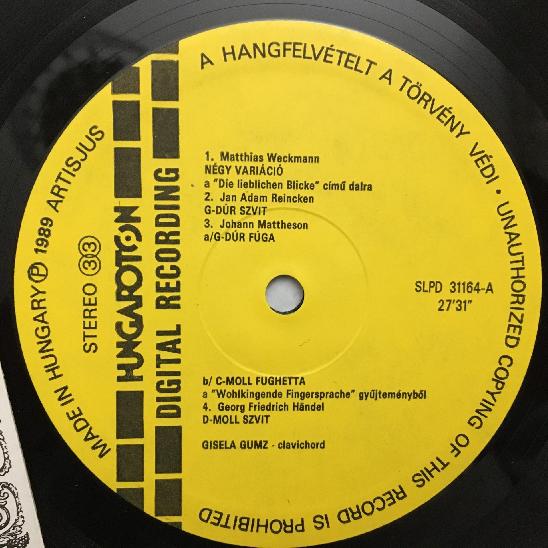 A HANGFELVÉTELT A TÖRVÉNY VÉDI · UNAUTHORIZED COPYING OF THIS RECORD IS PROHIBITED
MADE IN HUNGARY Ⓟ 1989 ARTISJUS
STEREO 33
HUNGAROTON
DIGITAL RECORDING
1. Matthias Weckmann
NÉGY VARIÁCIÓ
a "Die lieblichen Blicke" című dalra
2. Jan Adam Reincken
G-DÚR SZVIT
3. Johann Mattheson
a/G-DÚR FÚGA
SLPD 31164-A
27'31"
b/ C-MOLL FUGHETTA
a "Wohlkingende Fingersprache" gyűjteményből
4. Georg Friedrich Händel
D-MOLL SZVIT
GISELA GUMZ - clavichord